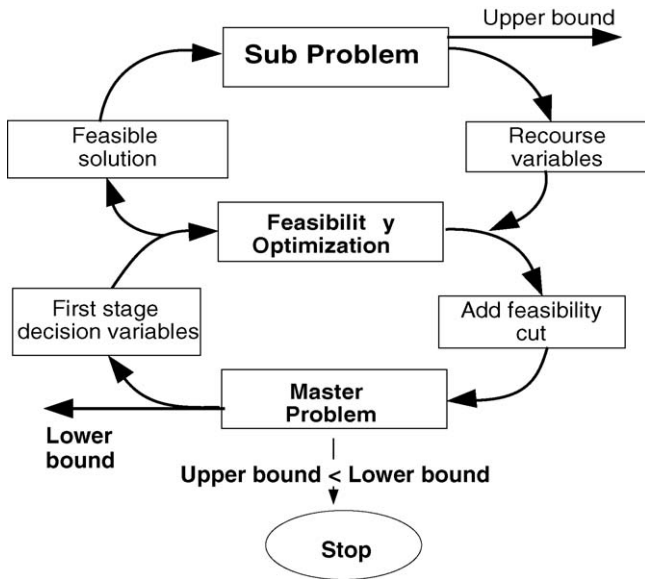 Upper bound
Sub Problem
Feasible
solution
Recourse
variables
Feasibilit y
Optimization
First stage
decision variables
Add feasibility
cut
Master
Problem
Lower
bound
Upper bound < Lower bound
Stop